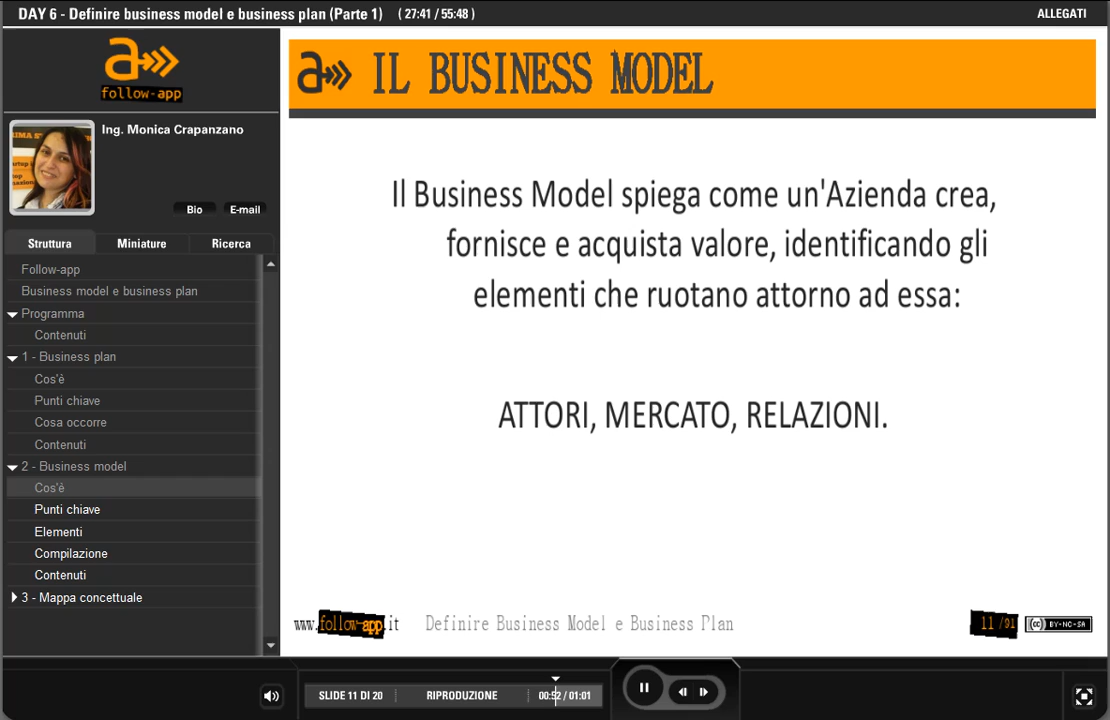 DAY 6 - Definire business model e business plan (Parte 1) ( 27:41 / 55:48 )
ALLEGATI
a
follow-app
Ing. Monica Crapanzano
Bio
E-mail
Struttura
Miniature
Ricerca
Follow-app
Business model e business plan
Programma
Contenuti
1 - Business plan
Cos'è
Punti chiave
Cosa occorre
Contenuti
2 - Business model
Cos'è
Punti chiave
Elementi
Compilazione
Contenuti
3 - Mappa concettuale
a IL BUSINESS MODEL
Il Business Model spiega come un'Azienda crea,
fornisce e acquista valore, identificando gli
elementi che ruotano attorno ad essa:
ATTORI, MERCATO, RELAZIONI.
www.follow-app.it
Definire Business Model e Business Plan
11 /91
cc BY-NC-SA
SLIDE 11 DI 20
RIPRODUZIONE
00:52 / 01:01